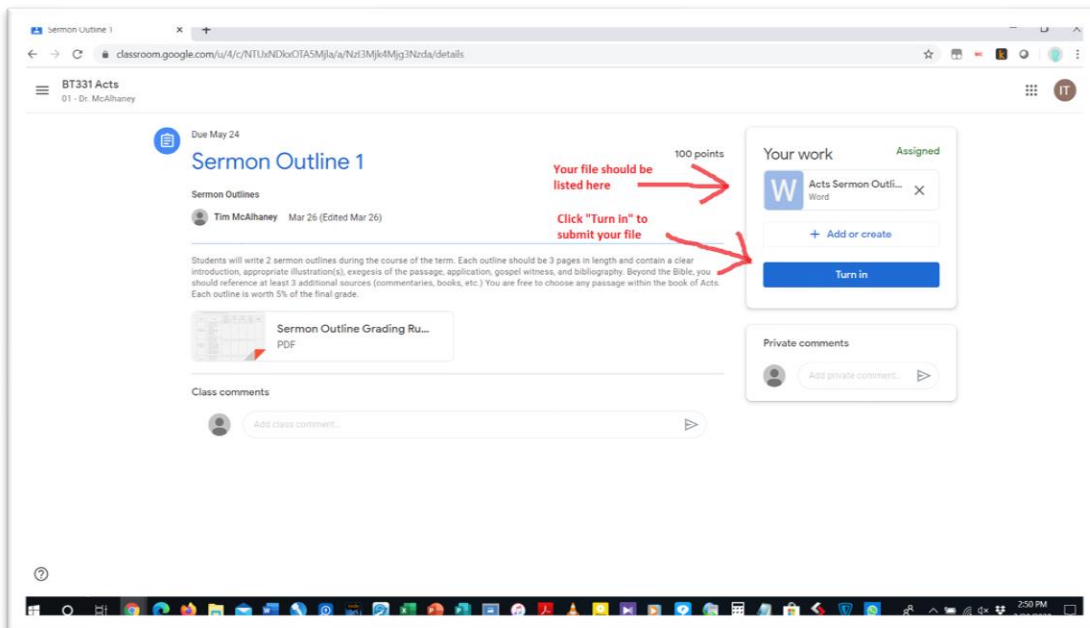 Sermon Outline 1
classroom.google.com/u/4/c/NTUxNDkxOTA5Mjla/a/NzI3Mjk4Mjg3Nzda/details
BT331 Acts
01 - Dr. McAlhaney
IT
Due May 24
Sermon Outline 1
100 points
Sermon Outlines
Tim McAlhaney Mar 26 (Edited Mar 26)
Students will write 2 sermon outlines during the course of the term. Each outline should be 3 pages in length and contain a clear
introduction, appropriate illustration(s), exegesis of the passage, application, gospel witness, and bibliography. Beyond the Bible, you
should reference at least 3 additional sources (commentaries, books, etc.) You are free to choose any passage within the book of Acts.
Each outline is worth 5% of the final grade.
Sermon Outline Grading Ru...
PDF
Class comments
Add class comment...
Your file should be
listed here
Click "Turn in" to
submit your file
Your work
Assigned
W
Acts Sermon Outli...
Word
+ Add or create
Turn in
Private comments
Add private comment...
2:50 PM